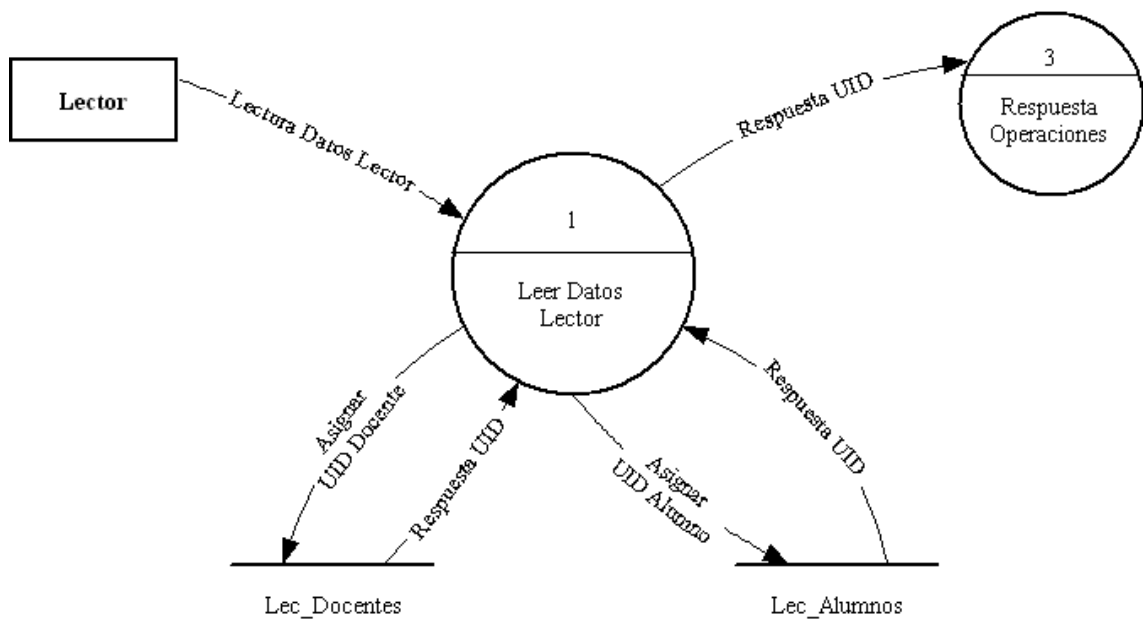 Lector
Lectura Datos Lector
Respuesta UID
3
Respuesta
Operaciones
1
Leer Datos
Lector
Asignar
UID Docente
Respuesta UID
Asignar
UID Alumno
Respuesta UID
Lec_Docentes
Lec_Alumnos